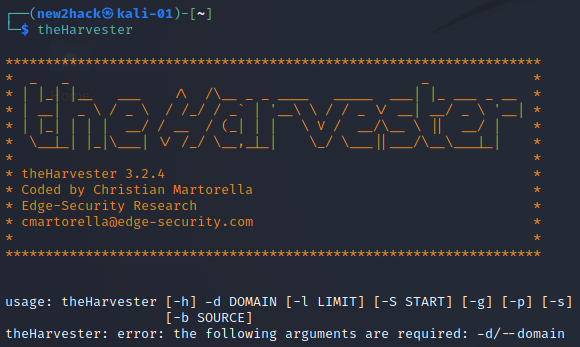 ┌──(new2hack㉿kali-01)-[~]
└─$ theHarvester
*******************************************************************
* theHarvester *
* *
* theHarvester 3.2.4 *
* Coded by Christian Martorella *
* Edge-Security Research *
* cmartorella@edge-security.com *
* *
*******************************************************************
usage: theHarvester [-h] -d DOMAIN [-l LIMIT] [-S START] [-g] [-p] [-s]
[-b SOURCE]
theHarvester: error: the following arguments are required: -d/--domain